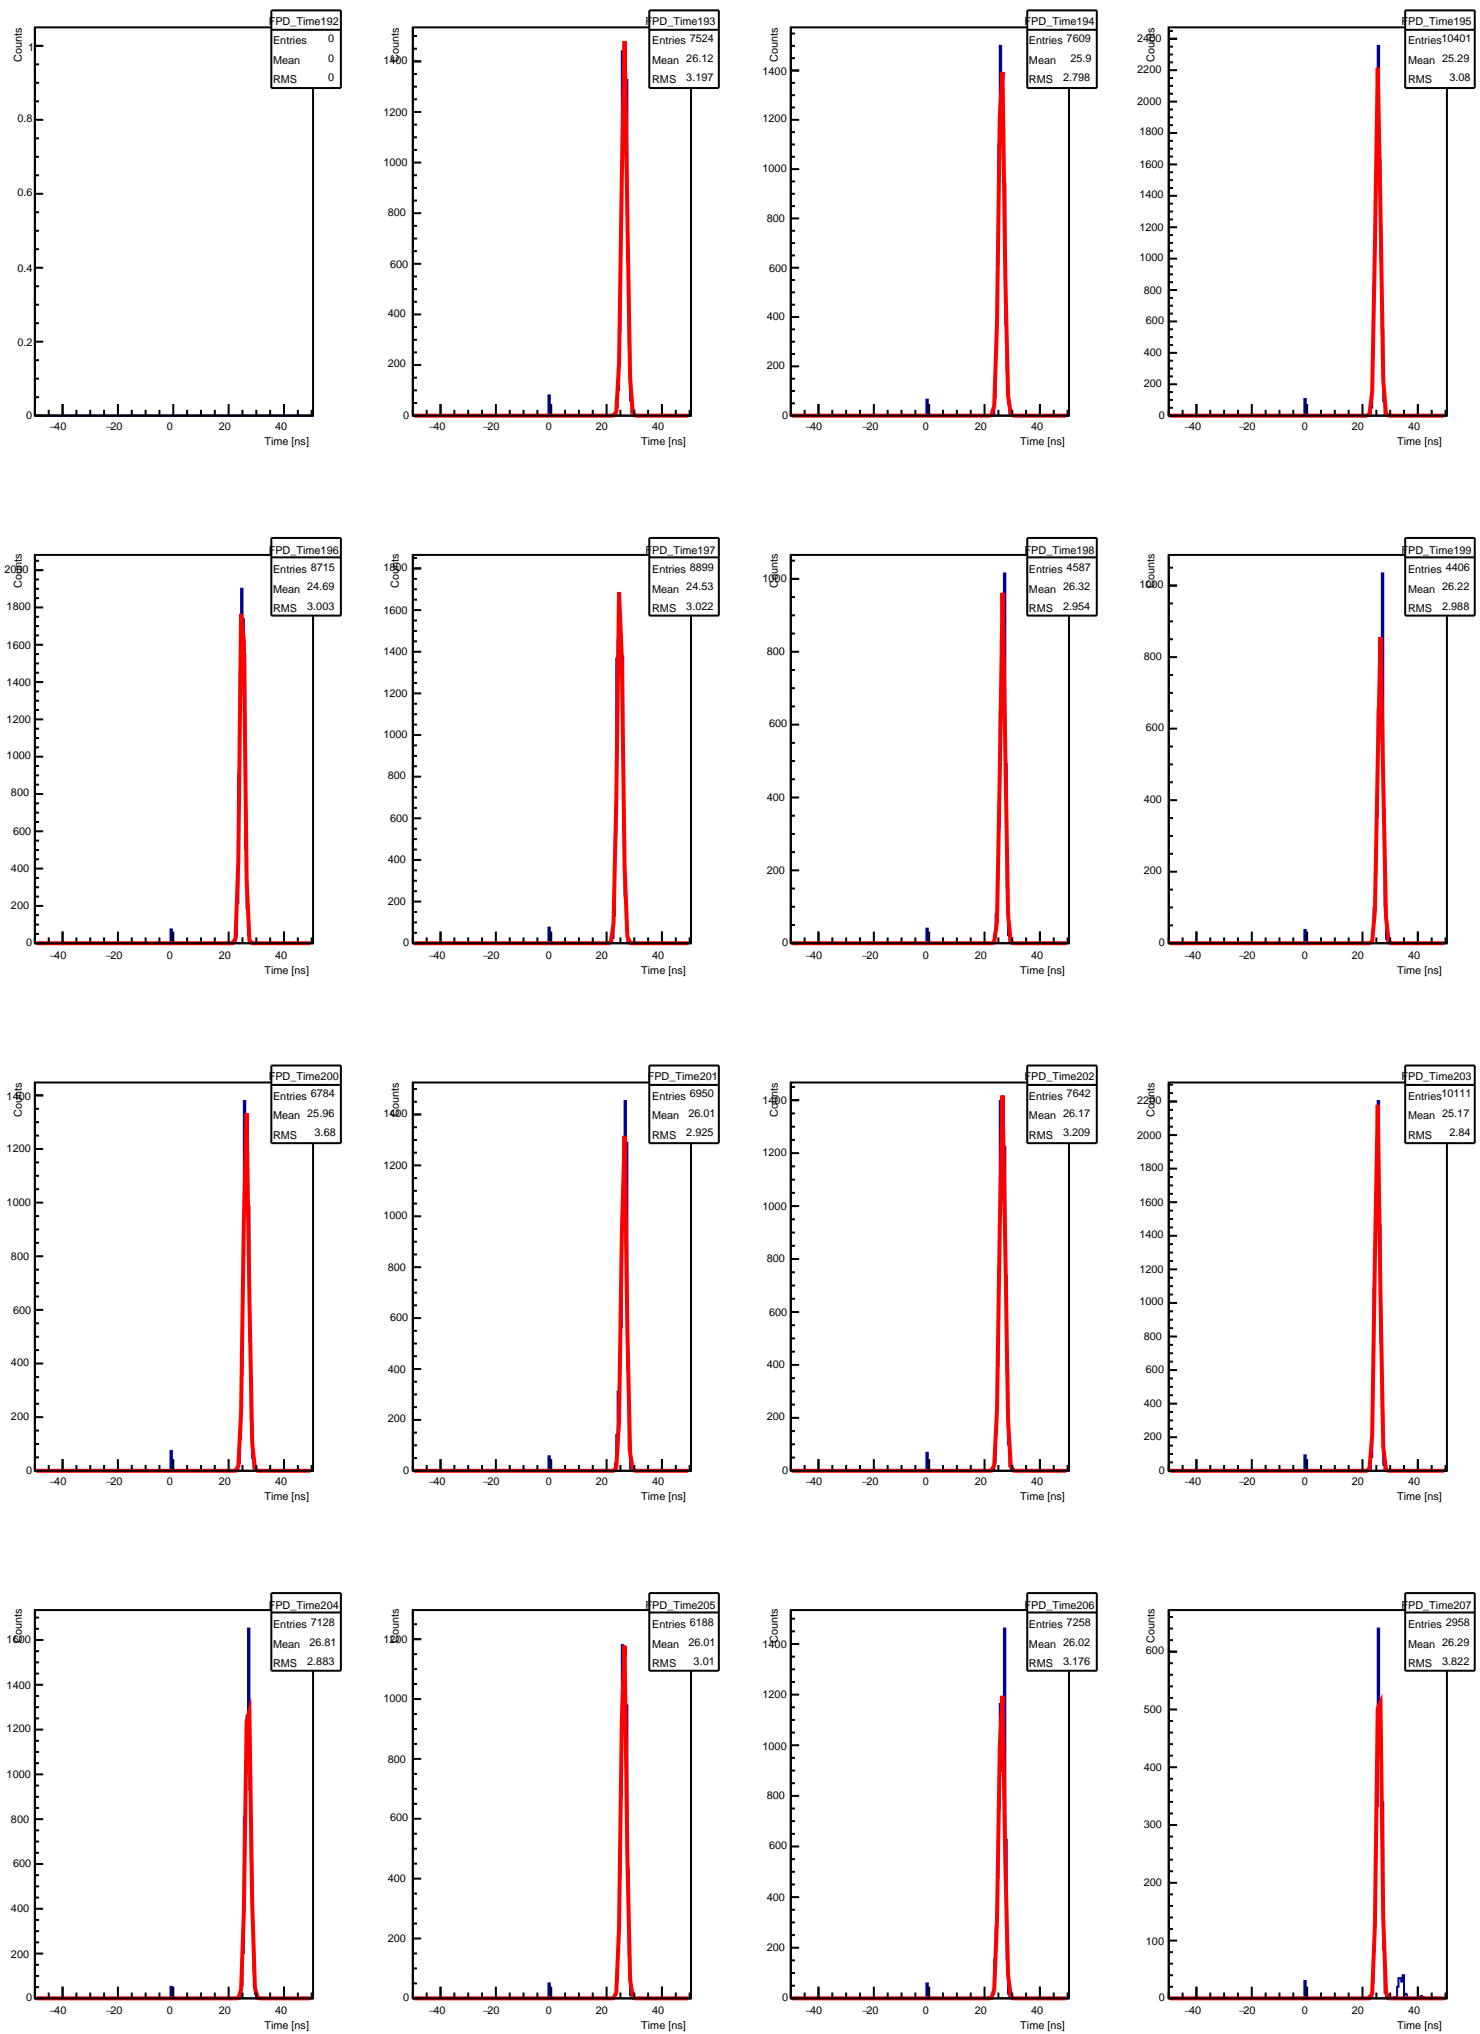 FPD_Time192
Entries 0
Mean 0
RMS 0
Counts
1
0.8
0.6
0.4
0.2
0
−40 −20 0 20 40
Time [ns]
FPD_Time193
Entries 7524
Mean 26.12
RMS 3.197
Counts
1400
1200
1000
800
600
400
200
0
−40 −20 0 20 40
Time [ns]
FPD_Time194
Entries 7609
Mean 25.9
RMS 2.798
Counts
1400
1200
1000
800
600
400
200
0
−40 −20 0 20 40
Time [ns]
FPD_Time195
Entries 10401
Mean 25.29
RMS 3.08
Counts
2400
2200
2000
1800
1600
1400
1200
1000
800
600
400
200
0
−40 −20 0 20 40
Time [ns]
FPD_Time196
Entries 8715
Mean 24.69
RMS 3.003
Counts
2000
1800
1600
1400
1200
1000
800
600
400
200
0
−40 −20 0 20 40
Time [ns]
FPD_Time197
Entries 8899
Mean 24.53
RMS 3.022
Counts
1800
1600
1400
1200
1000
800
600
400
200
0
−40 −20 0 20 40
Time [ns]
FPD_Time198
Entries 4587
Mean 26.32
RMS 2.954
Counts
1000
800
600
400
200
0
−40 −20 0 20 40
Time [ns]
FPD_Time199
Entries 4406
Mean 26.22
RMS 2.988
Counts
1000
800
600
400
200
0
−40 −20 0 20 40
Time [ns]
FPD_Time200
Entries 6784
Mean 25.96
RMS 3.68
Counts
1400
1200
1000
800
600
400
200
0
−40 −20 0 20 40
Time [ns]
FPD_Time201
Entries 6950
Mean 26.01
RMS 2.925
Counts
1400
1200
1000
800
600
400
200
0
−40 −20 0 20 40
Time [ns]
FPD_Time202
Entries 7642
Mean 26.17
RMS 3.209
Counts
1400
1200
1000
800
600
400
200
0
−40 −20 0 20 40
Time [ns]
FPD_Time203
Entries 10111
Mean 25.17
RMS 2.84
Counts
2200
2000
1800
1600
1400
1200
1000
800
600
400
200
0
−40 −20 0 20 40
Time [ns]
FPD_Time204
Entries 7128
Mean 26.81
RMS 2.883
Counts
1600
1400
1200
1000
800
600
400
200
0
−40 −20 0 20 40
Time [ns]
FPD_Time205
Entries 6188
Mean 26.01
RMS 3.01
Counts
1200
1000
800
600
400
200
0
−40 −20 0 20 40
Time [ns]
FPD_Time206
Entries 7258
Mean 26.02
RMS 3.176
Counts
1400
1200
1000
800
600
400
200
0
−40 −20 0 20 40
Time [ns]
FPD_Time207
Entries 2958
Mean 26.29
RMS 3.822
Counts
600
500
400
300
200
100
0
−40 −20 0 20 40
Time [ns]